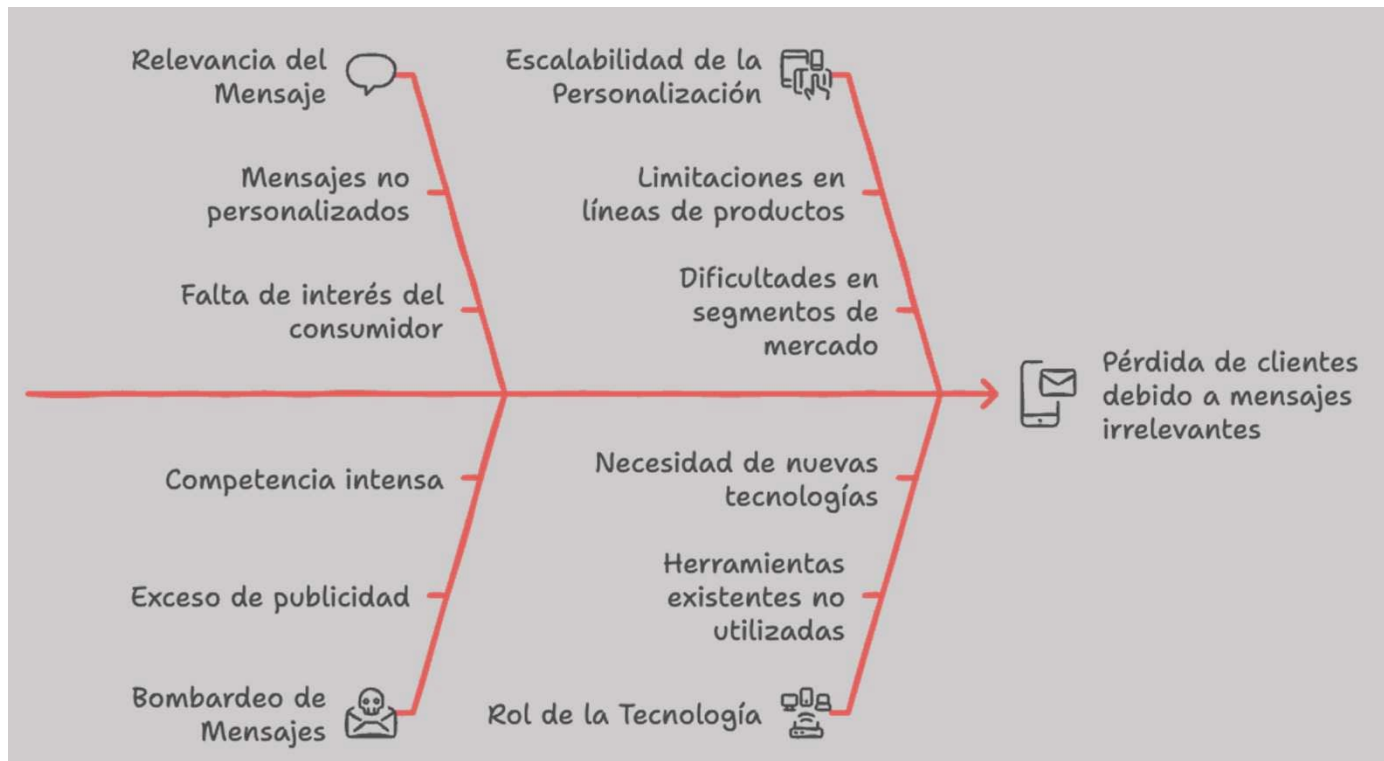 Relevancia del
Mensaje
Mensajes no
personalizados
Falta de interés del
consumidor
Escalabilidad de la
Personalización
Limitaciones en
líneas de productos
Dificultades en
segmentos de
mercado
Pérdida de clientes
debido a mensajes
irrelevantes
Competencia intensa
Exceso de publicidad
Bombardeo de
Mensajes
Necesidad de nuevas
tecnologías
Herramientas
existentes no
utilizadas
Rol de la Tecnología